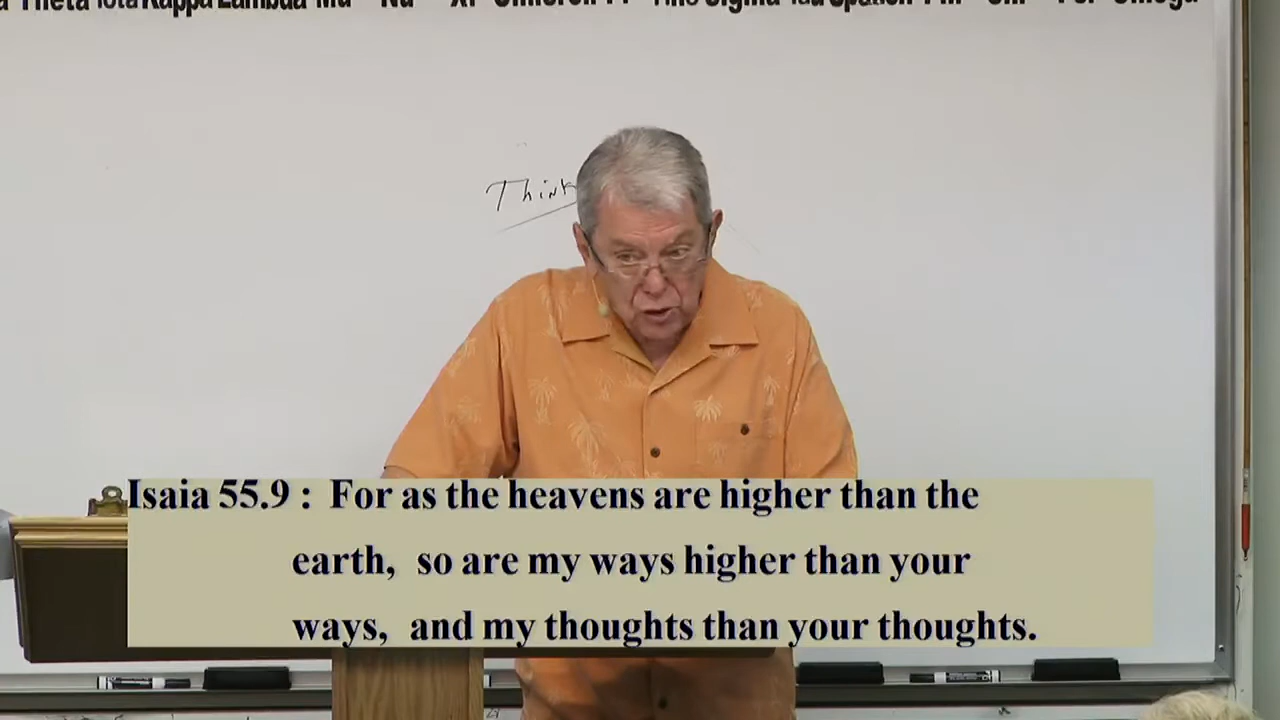 Theta Iota Kappa Lambda Mu Nu Xi Omicron Pi Rho Sigma Tau Upsilon Phi Chi Psi Omega
Think
Isaia 55.9 : For as the heavens are higher than the
earth, so are my ways higher than your
ways, and my thoughts than your thoughts.